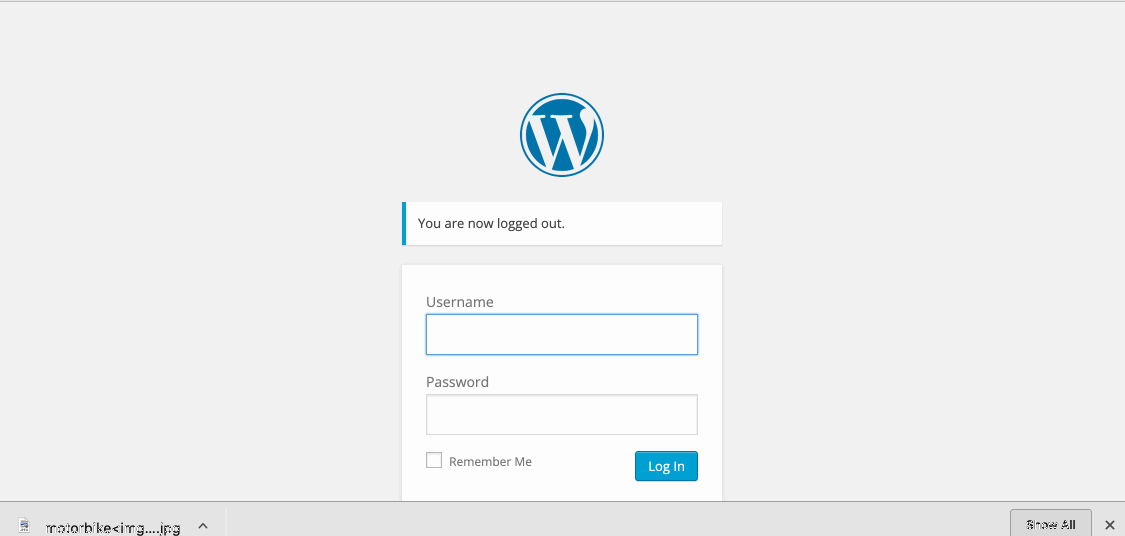 You are now logged out.
Username
Password
Remember Me
Log In
motorbike<img....jpg
Show All